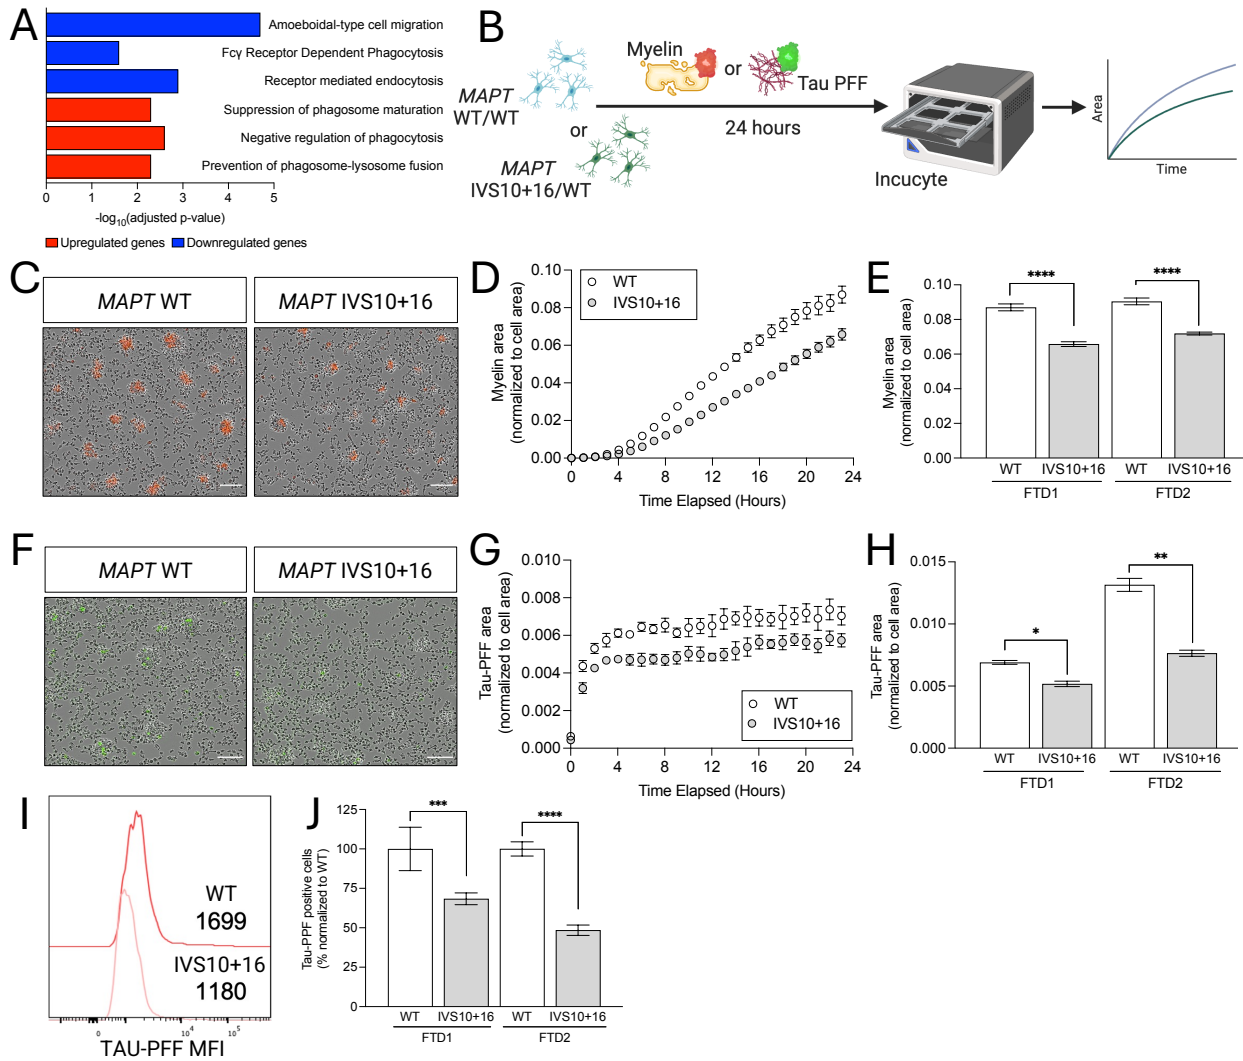 A
Amoeboidal-type cell migration
Fcγ Receptor Dependent Phagocytosis
Receptor mediated endocytosis
Suppression of phagosome maturation
Negative regulation of phagocytosis
Prevention of phagosome-lysosome fusion
0 1 2 3 4 5
-log10(adjusted p-value)
Upregulated genes Downregulated genes
B
MAPT
WT/WT
or
MAPT
IVS10+16/WT
Myelin
or
Tau PFF
24 hours
Incucyte
Area
Time
C
MAPT WT
MAPT IVS10+16
D
Myelin area
(normalized to cell area)
0.10
0.08
0.06
0.04
0.02
0.00
WT
IVS10+16
0 4 8 12 16 20 24
Time Elapsed (Hours)
E
Myelin area
(normalized to cell area)
0.10
0.08
0.06
0.04
0.00
**** ****
WT IVS10+16 WT IVS10+16
FTD1 FTD2
F
MAPT WT
MAPT IVS10+16
G
Tau-PFF area
(normalized to cell area)
0.010
0.008
0.006
0.004
0.002
0.000
WT
IVS10+16
0 4 8 12 16 20 24
Time Elapsed (Hours)
H
Tau-PFF area
(normalized to cell area)
0.015
0.010
0.005
0.000
* **
WT IVS10+16 WT IVS10+16
FTD1 FTD2
I
WT
1699
IVS10+16
1180
0 10^4 10^5
TAU-PFF MFI
J
Tau-PPF positive cells
(% normalized to WT)
125
100
75
50
25
0
*** ****
WT IVS10+16 WT IVS10+16
FTD1 FTD2